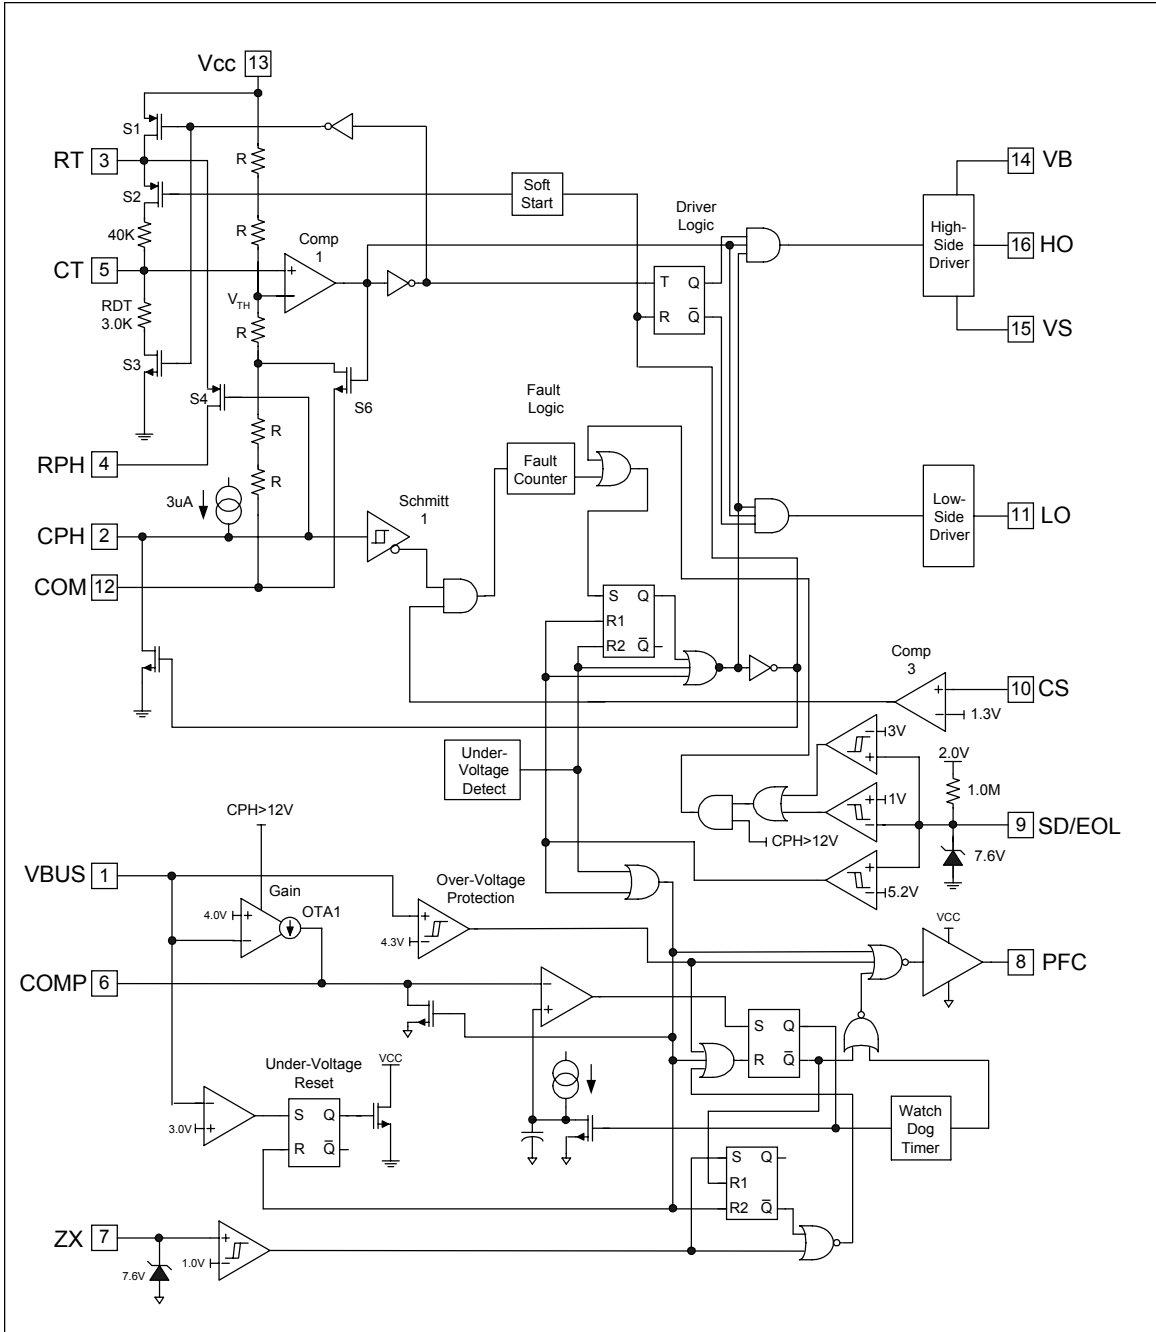 Vcc 13
S1
R
RT 3
14 VB
S2
Soft
Start
Driver
Logic
High-
Side
Driver
40K
R
Comp
1
16 HO
CT 5
+
–
V_TH
T Q
R Q̅
RDT
3.0K
R
15 VS
S3
S4
S6
Fault
Logic
R
RPH 4
R
Fault
Counter
3uA
Schmitt
1
Low-
Side
Driver
11 LO
CPH 2
COM 12
S Q
R1
R2 Q̅
Comp
3
+
–
10 CS
1.3V
3V
–
+
2.0V
Under-
Voltage
Detect
1.0M
+
1V
–
9 SD/EOL
CPH>12V
CPH>12V
7.6V
+
–
5.2V
VBUS 1
Gain
Over-Voltage
Protection
4.0V + OTA1
–
+
4.3V –
VCC
8 PFC
COMP 6
–
+
S Q
R Q̅
Under-Voltage
Reset
VCC
–
3.0V +
S Q
R Q̅
Watch
Dog
Timer
S Q
R1
R2 Q̅
ZX 7
+
1.0V –
7.6V